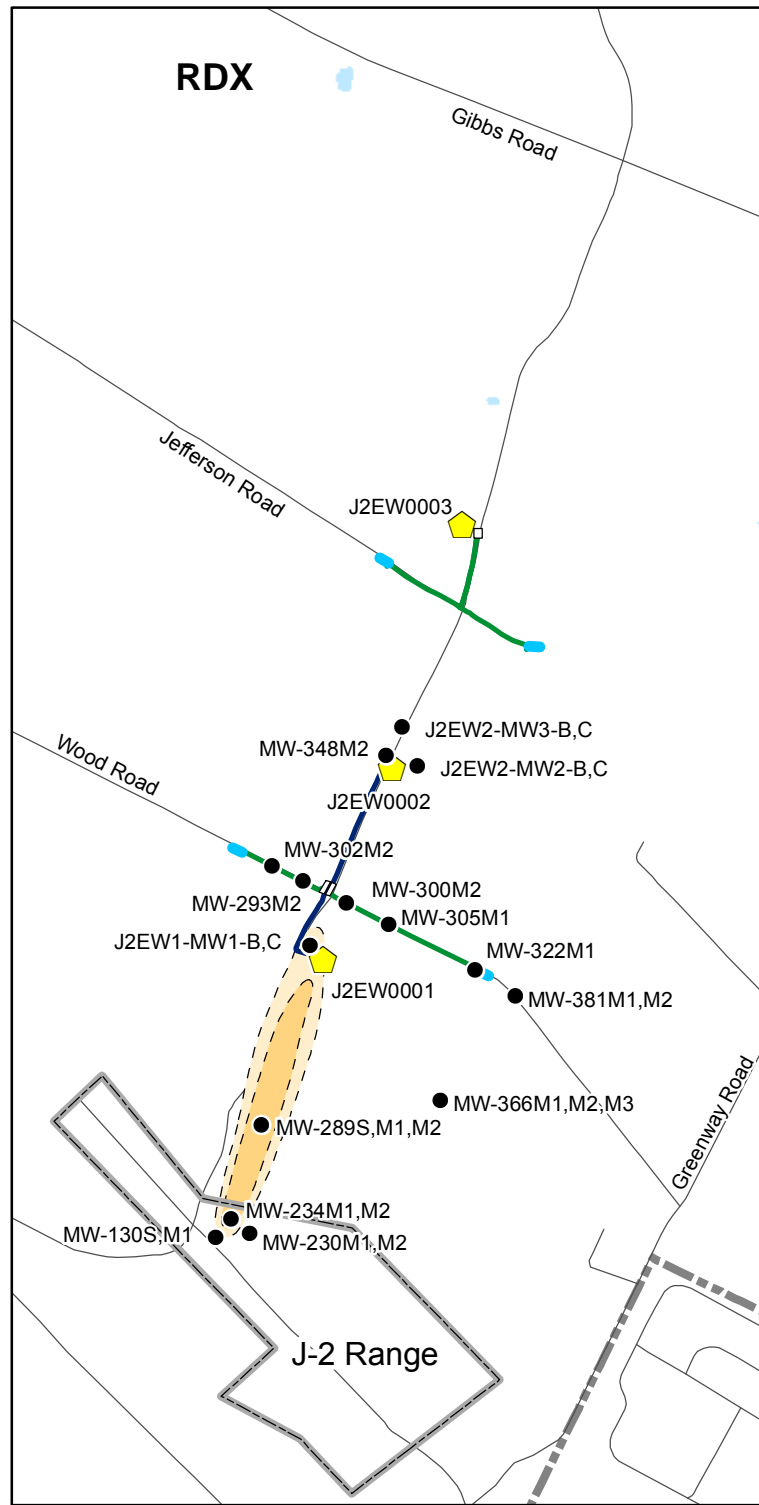 RDX
Gibbs Road
Jefferson Road
J2EW0003
J2EW2-MW3-B,C
MW-348M2
J2EW2-MW2-B,C
Wood Road
J2EW0002
MW-302M2
MW-300M2
MW-293M2
MW-305M1
J2EW1-MW1-B,C
MW-322M1
J2EW0001
MW-381M1,M2
MW-366M1,M2,M3
Greenway Road
MW-289S,M1,M2
MW-234M1,M2
MW-130S,M1
MW-230M1,M2
J-2 Range